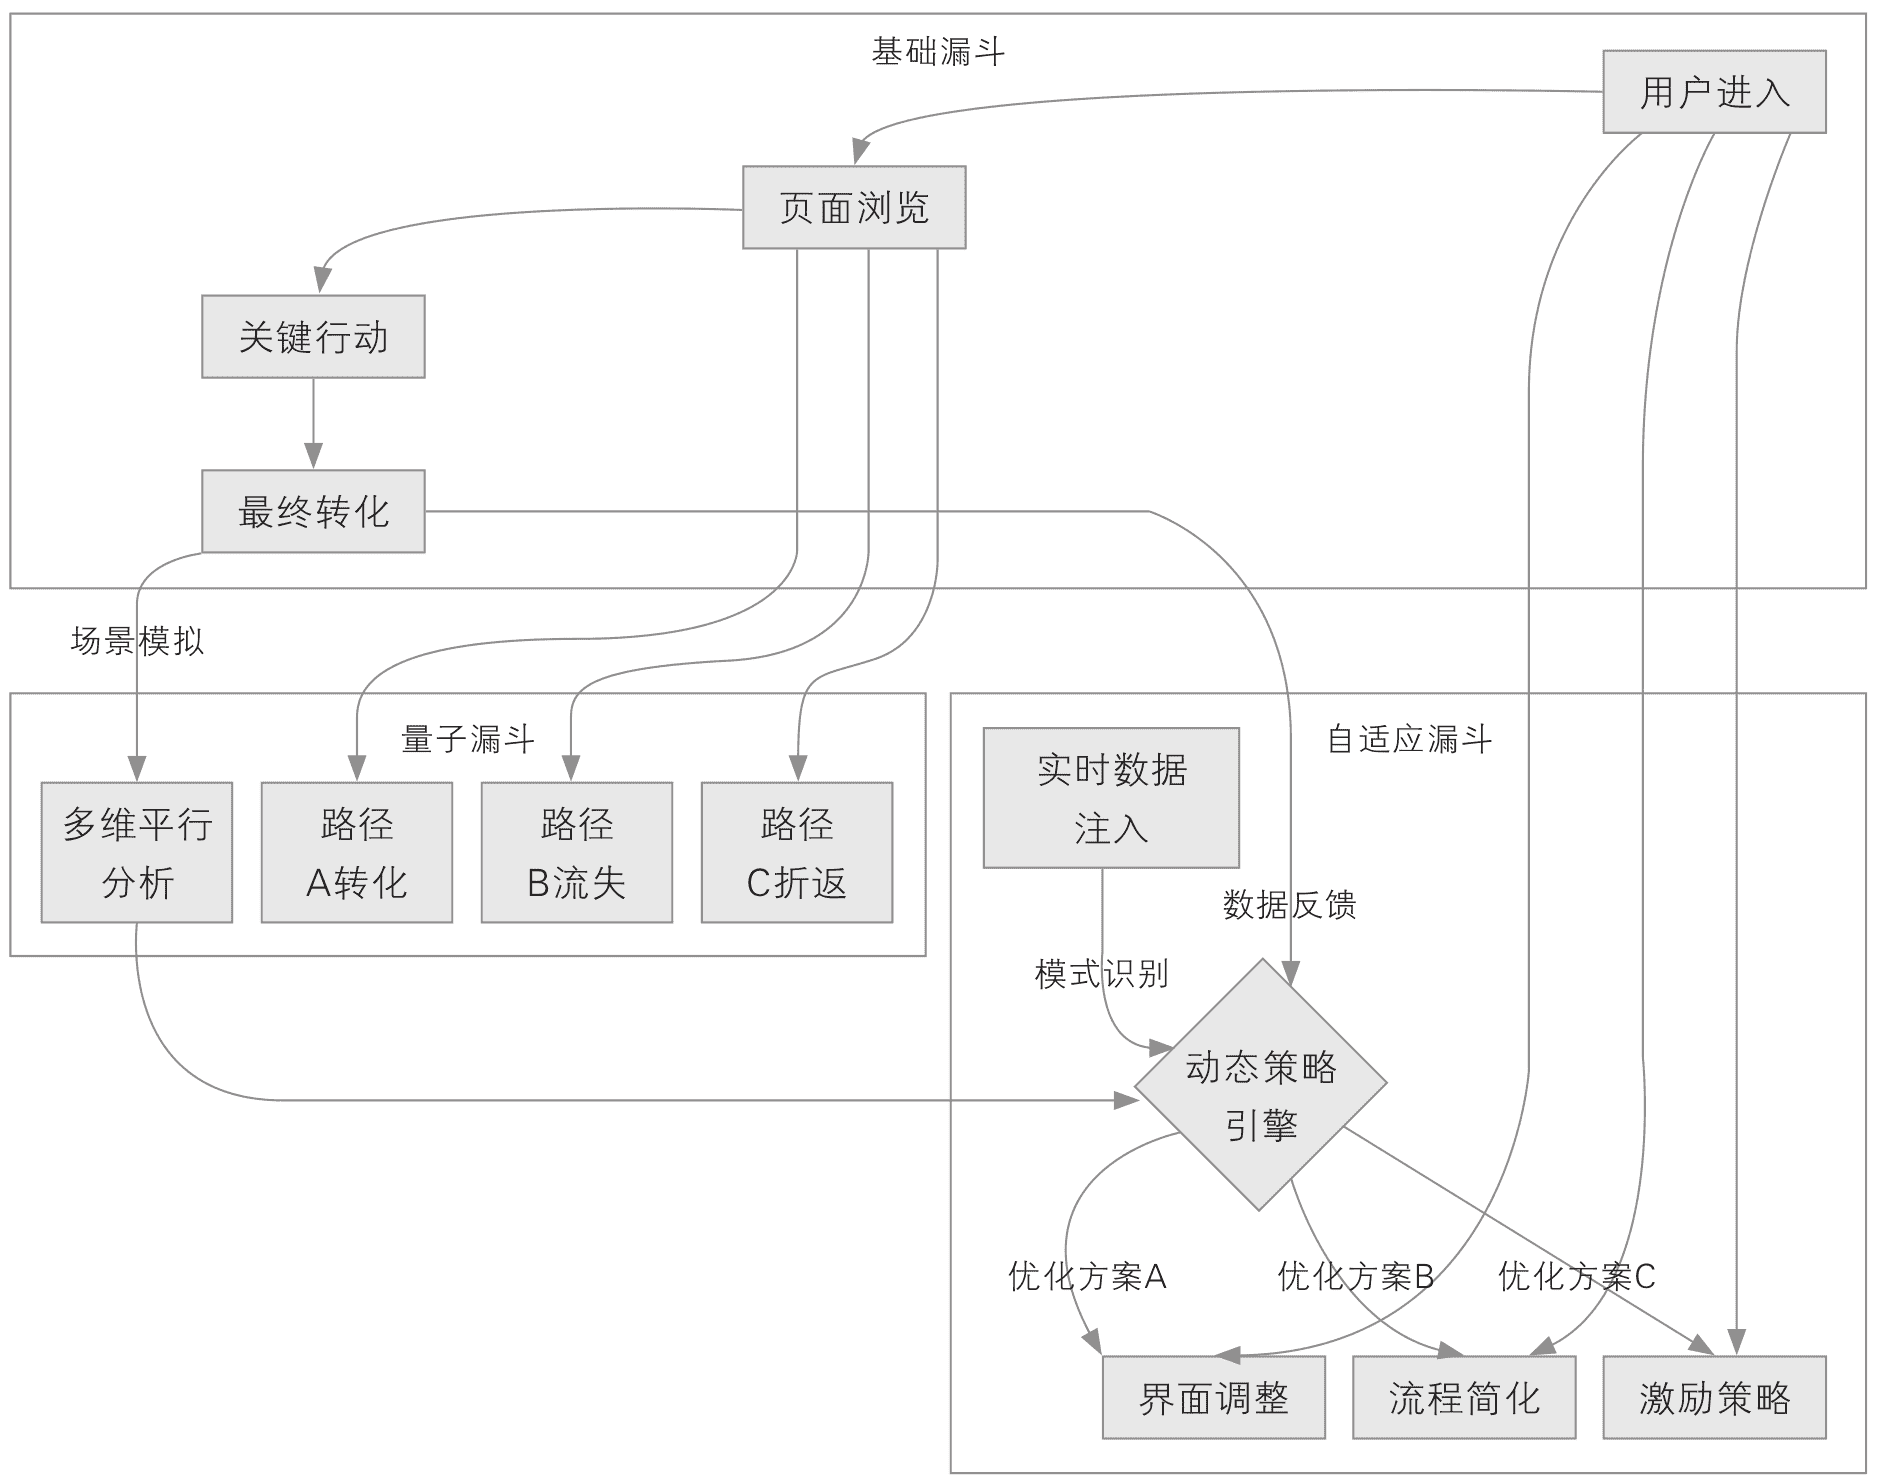 基础漏斗
用户进入
页面浏览
关键行动
最终转化
场景模拟
量子漏斗
多维平行
分析
路径
A转化
路径
B流失
路径
C折返
自适应漏斗
实时数据
注入
数据反馈
模式识别
动态策略
引擎
优化方案A
优化方案B
优化方案C
界面调整
流程简化
激励策略